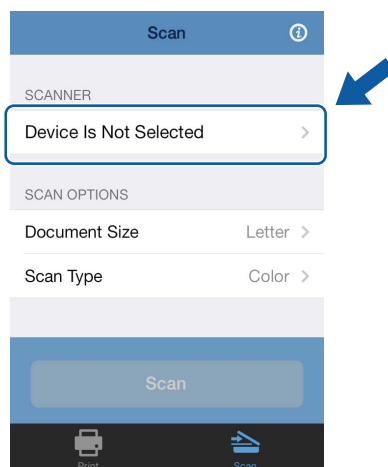 Scan
SCANNER
Device Is Not Selected
SCAN OPTIONS
Document Size Letter
Scan Type Color
Scan
Print Scan